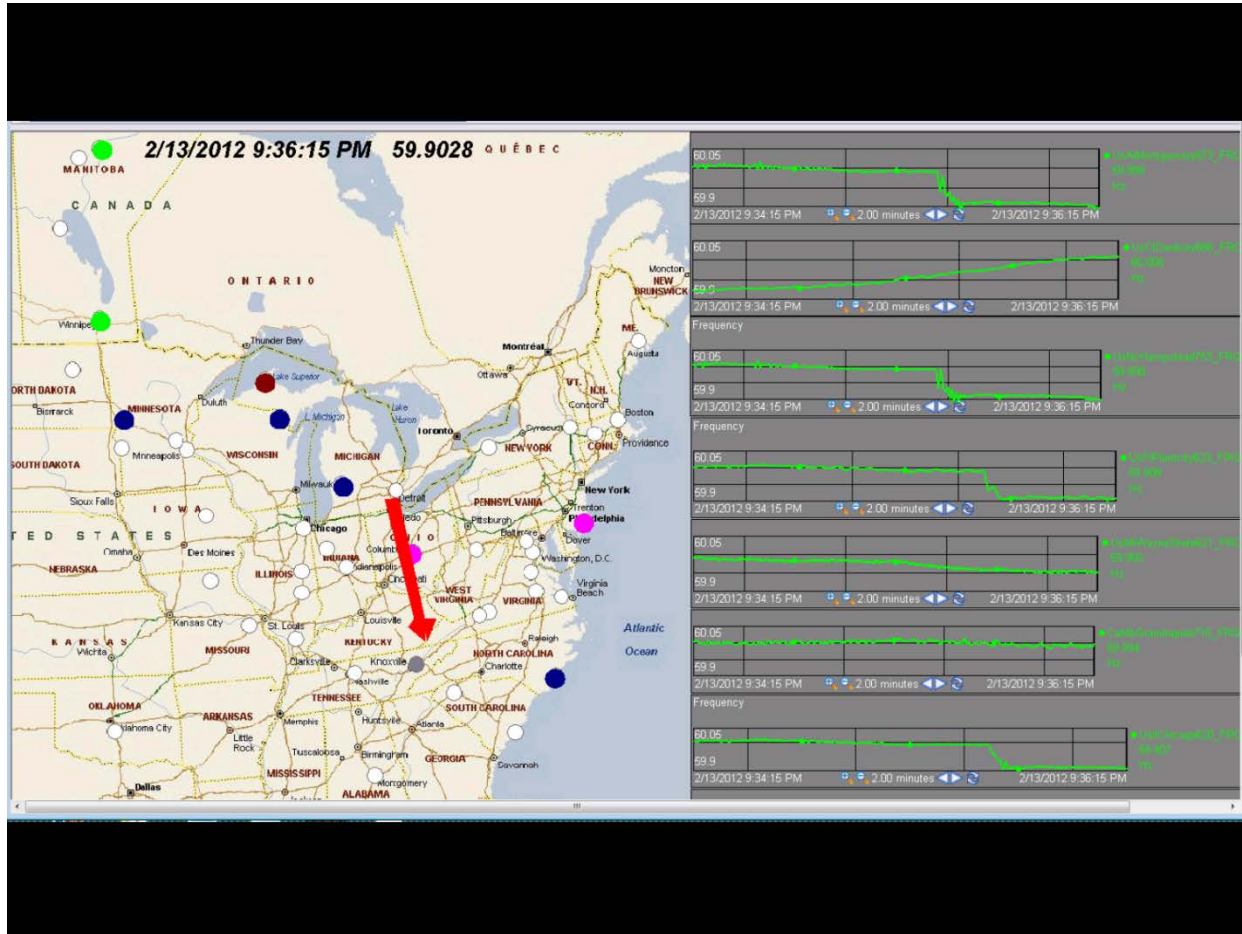 2/13/2012 9:36:15 PM 59.9028
QUÉBEC
MANITOBA
CANADA
ONTARIO
Moncton
NEW
BRUNSWICK
Thunder Bay
Montréal
ME.
Augusta
Ottawa
Lake Superior
VT.
Concord
NORTH DAKOTA
Bismarck
MINNESOTA
Duluth
L. Michigan
Lake
Huron
Toronto
Boston
Providence
CONN.
NEW YORK
Minneapolis
WISCONSIN
MICHIGAN
SOUTH DAKOTA
Sioux Falls
IOWA
Detroit
PENNSYLVANIA
New York
Trenton
Chicago
Pittsburgh
Dover
UNITED STATES
Omaha
Des Moines
INDIANA
OHIO
Washington, D.C.
NEBRASKA
ILLINOIS
Indianapolis
WEST
VIRGINIA
VIRGINIA
Virginia
Beach
Kansas City
St. Louis
Louisville
KANSAS
Wichita
MISSOURI
KENTUCKY
Raleigh
Atlantic
Ocean
Clarksville
Knoxville
NORTH CAROLINA
Charlotte
Nashville
TENNESSEE
OKLAHOMA
Oklahoma City
ARKANSAS
Memphis
Huntsville
Atlanta
SOUTH CAROLINA
Little
Rock
Tuscaloosa
Birmingham
GEORGIA
Savannah
MISSISSIPPI
Montgomery
Dallas
ALABAMA
60.05
59.9
2/13/2012 9:34:15 PM 2.00 minutes 2/13/2012 9:36:15 PM
60.05
59.9
2/13/2012 9:34:15 PM 2.00 minutes 2/13/2012 9:36:15 PM
Frequency
60.05
59.9
2/13/2012 9:34:15 PM 2.00 minutes 2/13/2012 9:36:15 PM
Frequency
60.05
59.9
2/13/2012 9:34:15 PM 2.00 minutes 2/13/2012 9:36:15 PM
60.05
59.9
2/13/2012 9:34:15 PM 2.00 minutes 2/13/2012 9:36:15 PM
60.05
59.9
2/13/2012 9:34:15 PM 2.00 minutes 2/13/2012 9:36:15 PM
Frequency
60.05
59.9
2/13/2012 9:34:15 PM 2.00 minutes 2/13/2012 9:36:15 PM